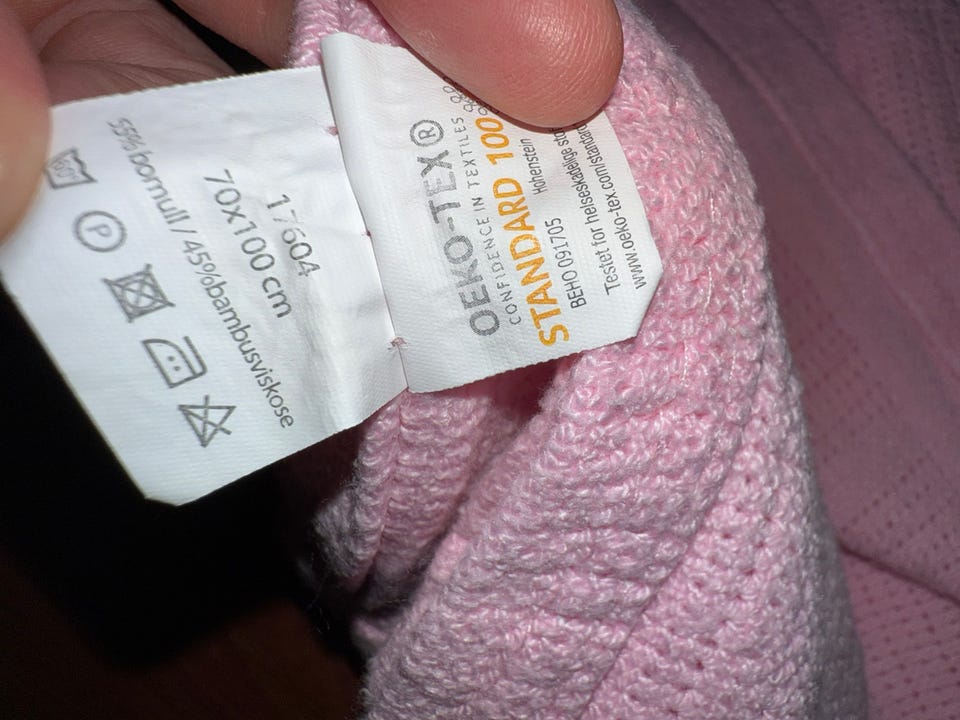 17604
70x100 cm
55% bomull / 45%bambusviskose
P
OEKO-TEX®
CONFIDENCE IN TEXTILES
STANDARD 100
BEHO 091705 Hohenstein
Testet for helseskadelige
www.oeko-tex.com/standard